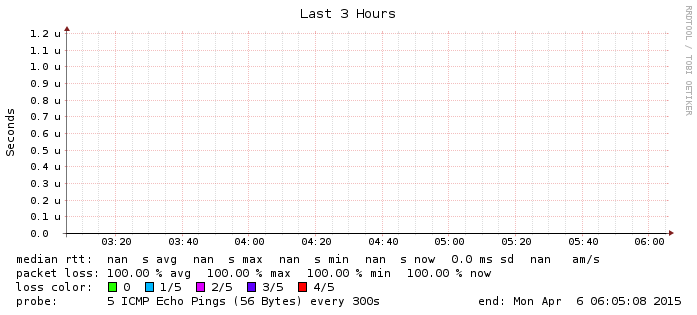 Last 3 Hours
RRDTOOL / TOBI OETIKER
Seconds
1.2 u
1.1 u
1.0 u
0.9 u
0.8 u
0.7 u
0.6 u
0.5 u
0.4 u
0.3 u
0.2 u
0.1 u
0.0
03:20 03:40 04:00 04:20 04:40 05:00 05:20 05:40 06:00
median rtt: nan s avg nan s max nan s min nan s now 0.0 ms sd nan am/s
packet loss: 100.00 % avg 100.00 % max 100.00 % min 100.00 % now
loss color: 0 1/5 2/5 3/5 4/5
probe: 5 ICMP Echo Pings (56 Bytes) every 300s end: Mon Apr 6 06:05:08 2015